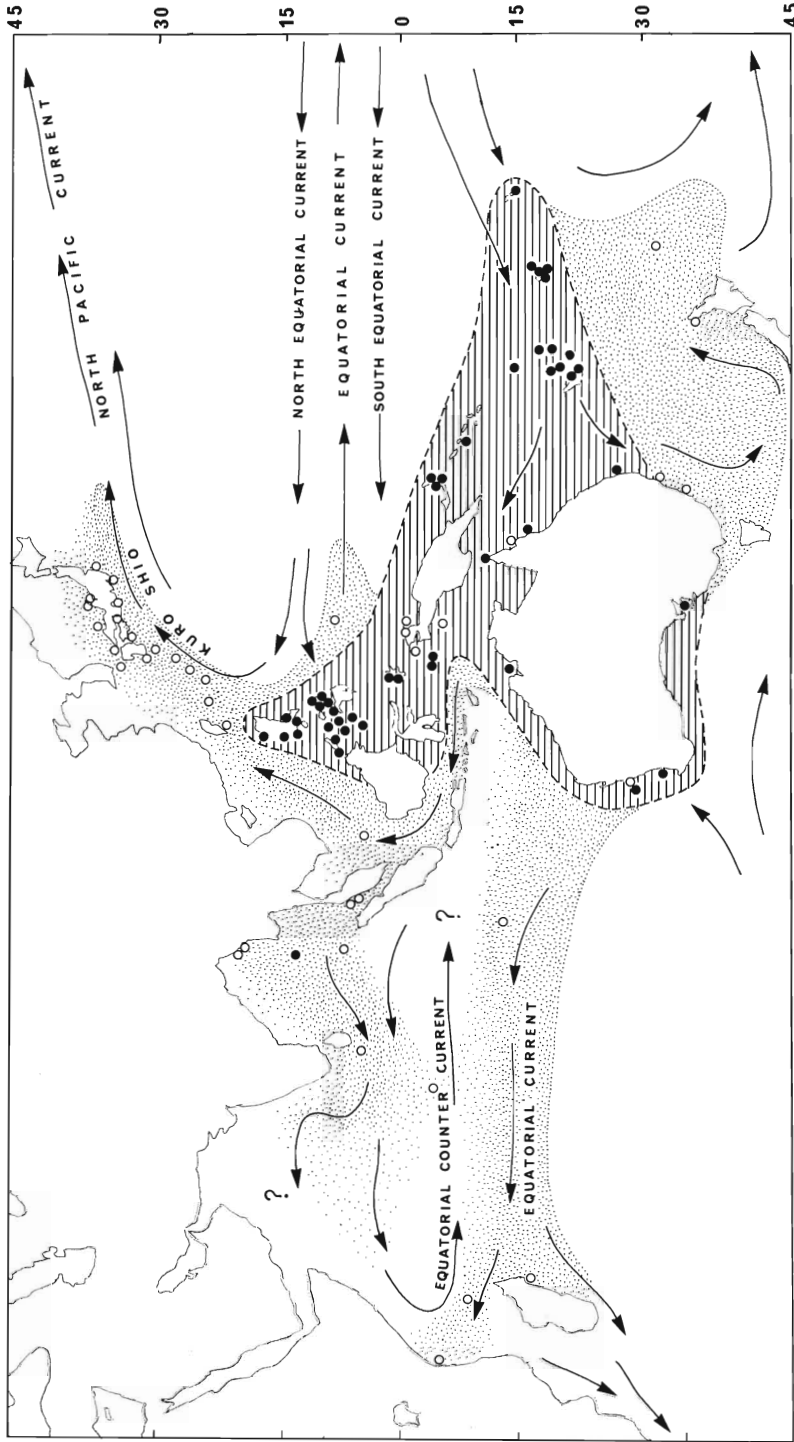 45
30
15
0
15
30
45
NORTH PACIFIC CURRENT
KURO SHIO
NORTH EQUATORIAL CURRENT
EQUATORIAL CURRENT
SOUTH EQUATORIAL CURRENT
?
?
EQUATORIAL COUNTER CURRENT
EQUATORIAL CURRENT